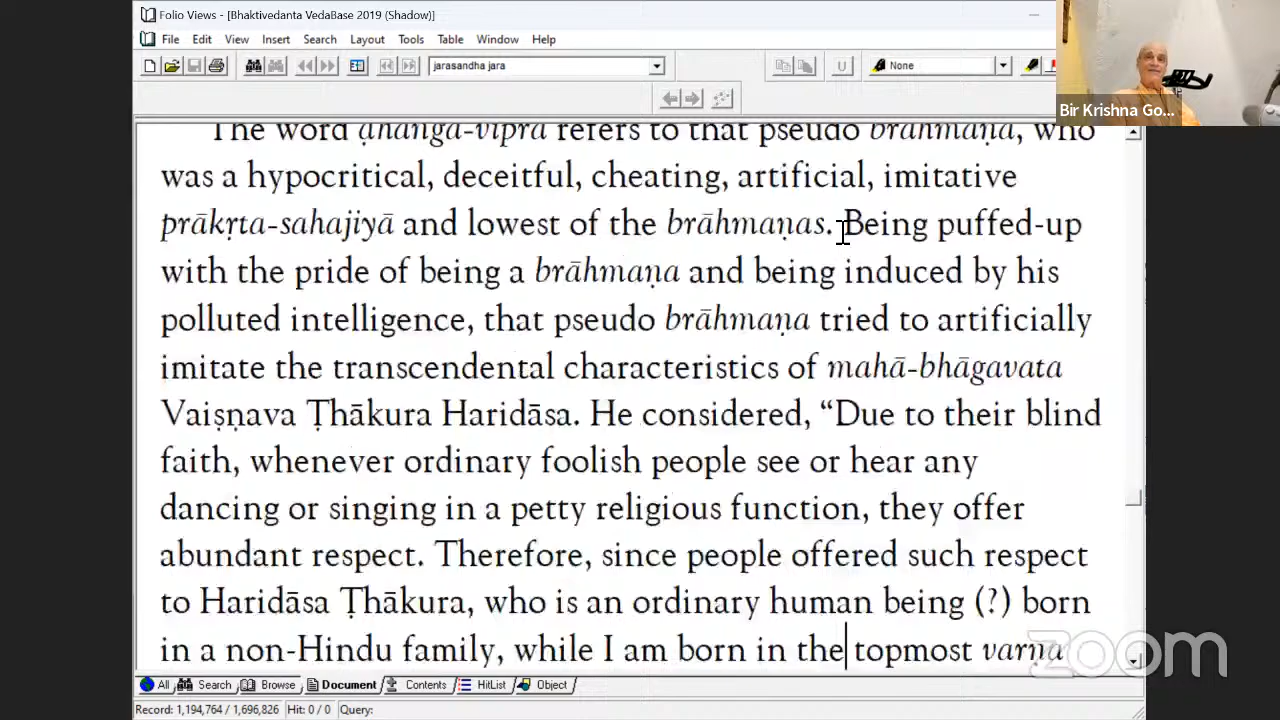 Folio Views - [Bhaktivedanta VedaBase 2019 (Shadow)]
File Edit View Insert Search Layout Tools Table Window Help
jarasandha jara
None
Bir Krishna Go...
The word ḍhaṅga-vipra refers to that pseudo brāhmaṇa, who
was a hypocritical, deceitful, cheating, artificial, imitative
prākṛta-sahajiyā and lowest of the brāhmaṇas. Being puffed-up
with the pride of being a brāhmaṇa and being induced by his
polluted intelligence, that pseudo brāhmaṇa tried to artificially
imitate the transcendental characteristics of mahā-bhāgavata
Vaiṣṇava Ṭhākura Haridāsa. He considered, “Due to their blind
faith, whenever ordinary foolish people see or hear any
dancing or singing in a petty religious function, they offer
abundant respect. Therefore, since people offered such respect
to Haridāsa Ṭhākura, who is an ordinary human being (?) born
in a non-Hindu family, while I am born in the topmost varṇa
zoom
All Search Browse Document Contents HitList Object
Record: 1,194,764 / 1,696,826 Hit: 0 / 0 Query: